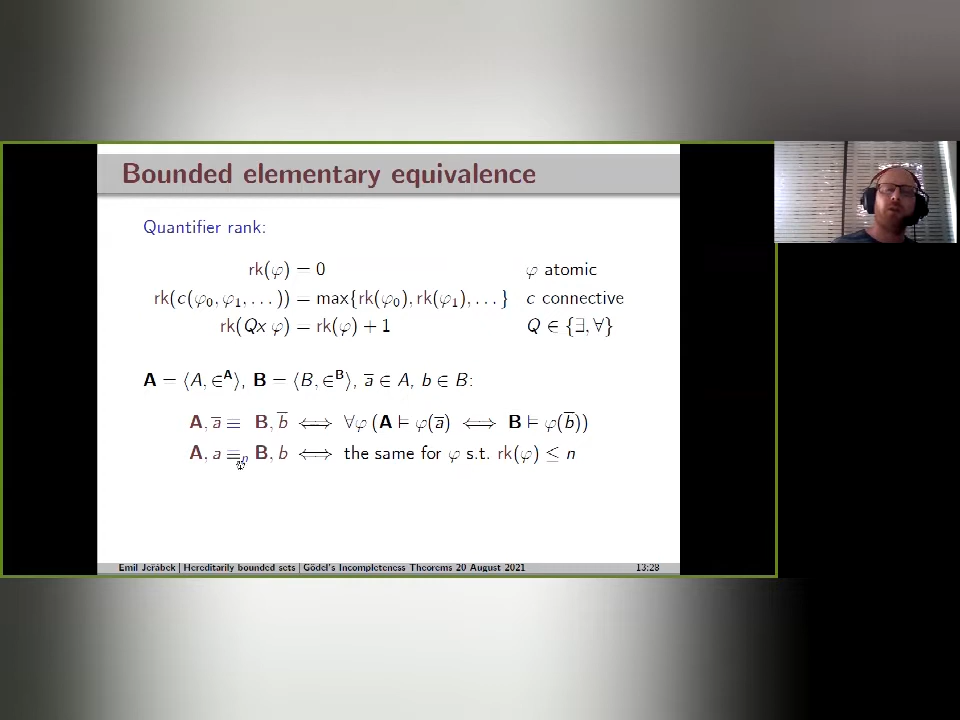 Bounded elementary equivalence
Quantifier rank:
rk(φ) = 0 φ atomic
rk(c(φ₀, φ₁, . . . )) = max{rk(φ₀), rk(φ₁), . . . } c connective
rk(Qx φ) = rk(φ) + 1 Q ∈ {∃, ∀}
A = ⟨A, ∈ᴬ⟩, B = ⟨B, ∈ᴮ⟩, a̅ ∈ A, b ∈ B:
A, a̅ ≡ B, b̅ ⟺ ∀φ (A ⊨ φ(a̅) ⟺ B ⊨ φ(b̅))
A, a ≡ₙ B, b ⟺ the same for φ s.t. rk(φ) ≤ n
Emil Jeřábek | Hereditarily bounded sets | Gödel's Incompleteness Theorems 20 August 2021 13:28